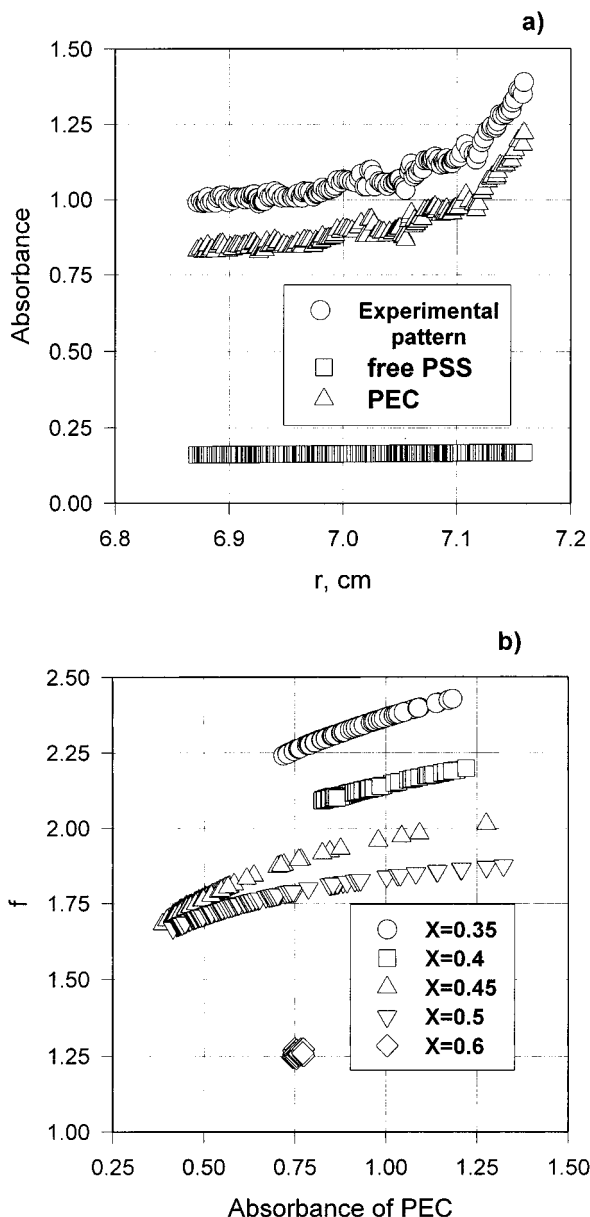 a)
1.50
1.25
1.00
0.75
0.50
0.25
0.00
Absorbance
Experimental
pattern
free PSS
PEC
6.8 6.9 7.0 7.1 7.2
r, cm
b)
2.50
2.25
2.00
1.75
1.50
1.25
1.00
f
X=0.35
X=0.4
X=0.45
X=0.5
X=0.6
0.25 0.50 0.75 1.00 1.25 1.50
Absorbance of PEC